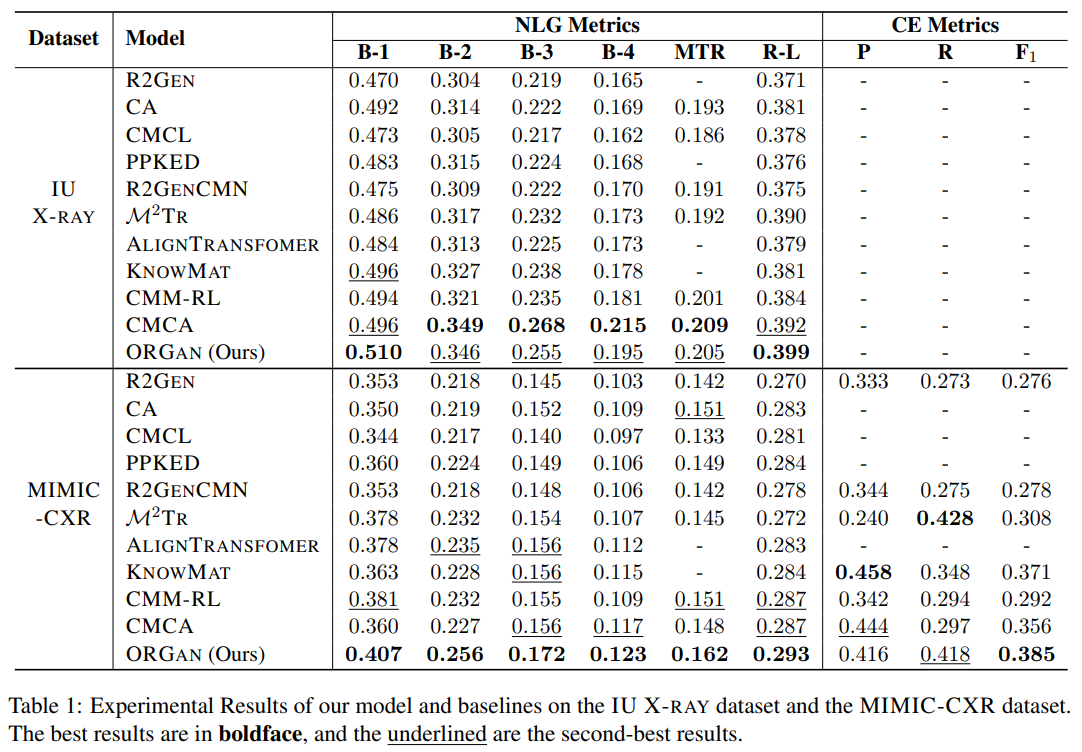 Dataset Model NLG Metrics CE Metrics
B-1 B-2 B-3 B-4 MTR R-L P R F₁
IU X-RAY
R2GEN 0.470 0.304 0.219 0.165 - 0.371 - - -
CA 0.492 0.314 0.222 0.169 0.193 0.381 - - -
CMCL 0.473 0.305 0.217 0.162 0.186 0.378 - - -
PPKED 0.483 0.315 0.224 0.168 - 0.376 - - -
R2GENCMN 0.475 0.309 0.222 0.170 0.191 0.375 - - -
M²TR 0.486 0.317 0.232 0.173 0.192 0.390 - - -
ALIGNTRANSFOMER 0.484 0.313 0.225 0.173 - 0.379 - - -
KNOWMAT 0.496 0.327 0.238 0.178 - 0.381 - - -
CMM-RL 0.494 0.321 0.235 0.181 0.201 0.384 - - -
CMCA 0.496 0.349 0.268 0.215 0.209 0.392 - - -
ORGAN (Ours) 0.510 0.346 0.255 0.195 0.205 0.399 - - -
MIMIC -CXR
R2GEN 0.353 0.218 0.145 0.103 0.142 0.270 0.333 0.273 0.276
CA 0.350 0.219 0.152 0.109 0.151 0.283 - - -
CMCL 0.344 0.217 0.140 0.097 0.133 0.281 - - -
PPKED 0.360 0.224 0.149 0.106 0.149 0.284 - - -
R2GENCMN 0.353 0.218 0.148 0.106 0.142 0.278 0.344 0.275 0.278
M²TR 0.378 0.232 0.154 0.107 0.145 0.272 0.240 0.428 0.308
ALIGNTRANSFOMER 0.378 0.235 0.156 0.112 - 0.283 - - -
KNOWMAT 0.363 0.228 0.156 0.115 - 0.284 0.458 0.348 0.371
CMM-RL 0.381 0.232 0.155 0.109 0.151 0.287 0.342 0.294 0.292
CMCA 0.360 0.227 0.156 0.117 0.148 0.287 0.444 0.297 0.356
ORGAN (Ours) 0.407 0.256 0.172 0.123 0.162 0.293 0.416 0.418 0.385
Table 1: Experimental Results of our model and baselines on the IU X-RAY dataset and the MIMIC-CXR dataset.
The best results are in boldface, and the underlined are the second-best results.